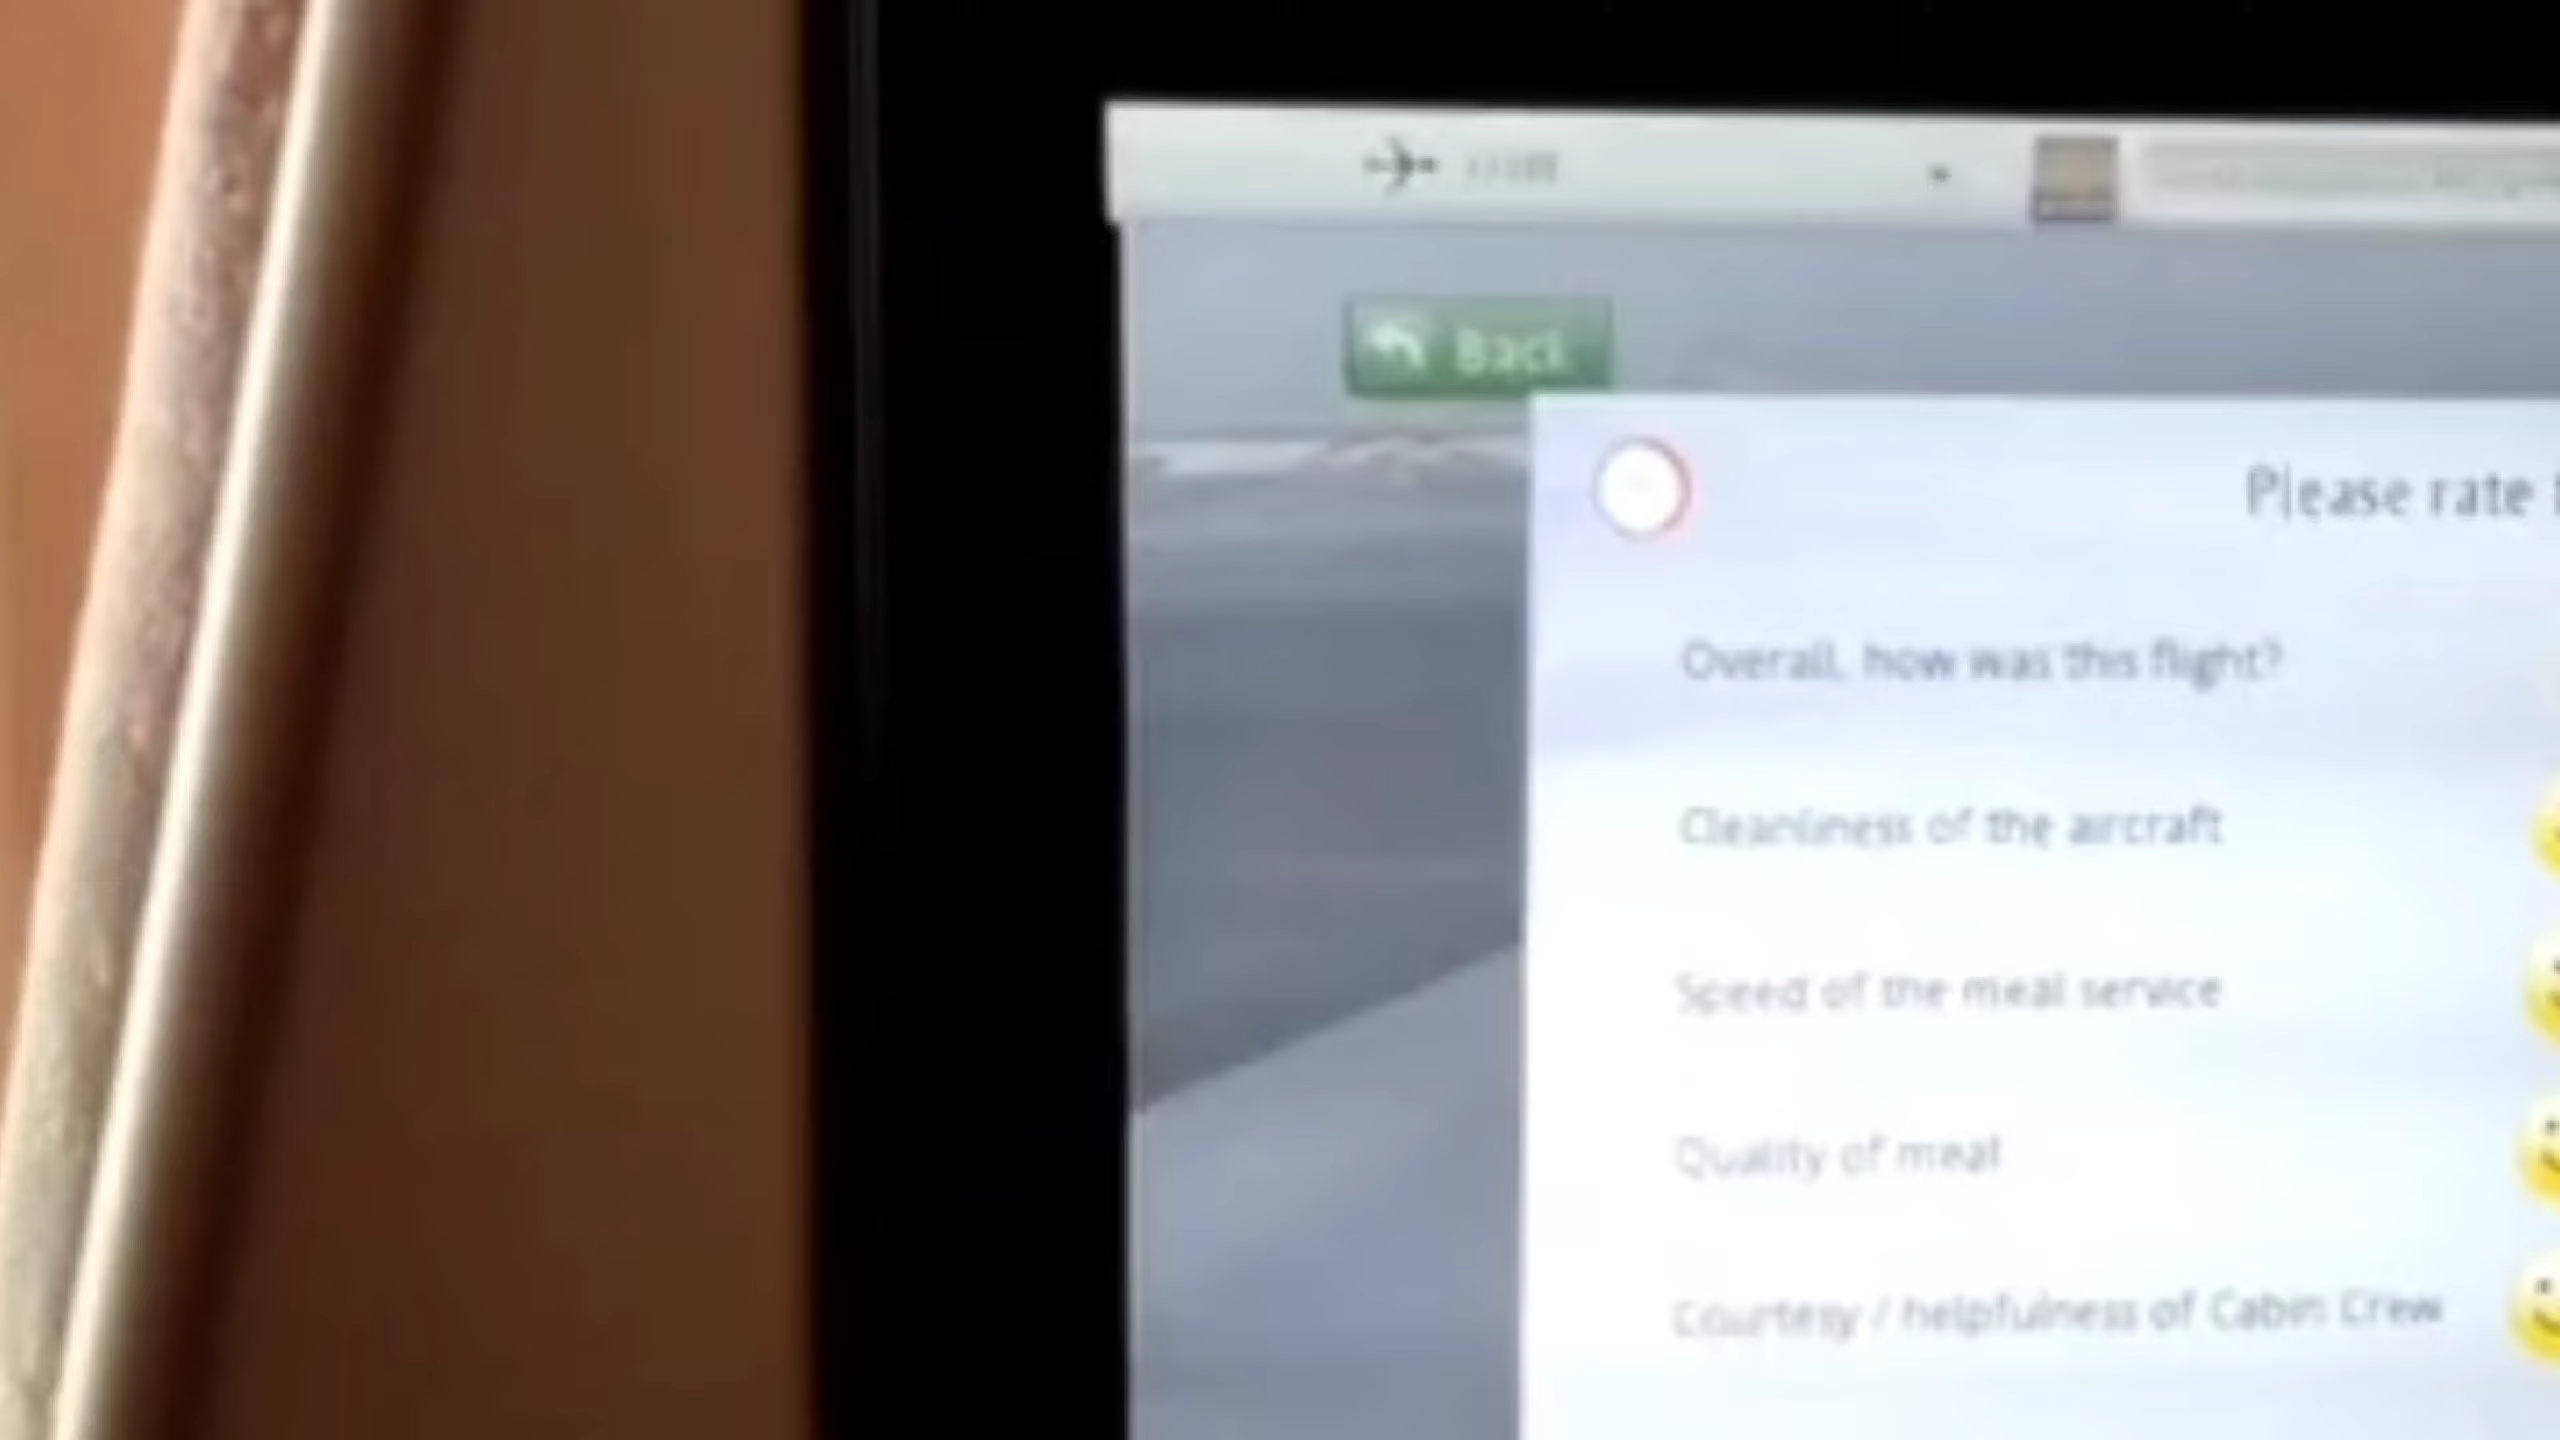 Back
Please rate
Overall, how was this flight?
Cleanliness of the aircraft
Speed of the meal service
Quality of meal
Courtesy / helpfulness of Cabin Crew